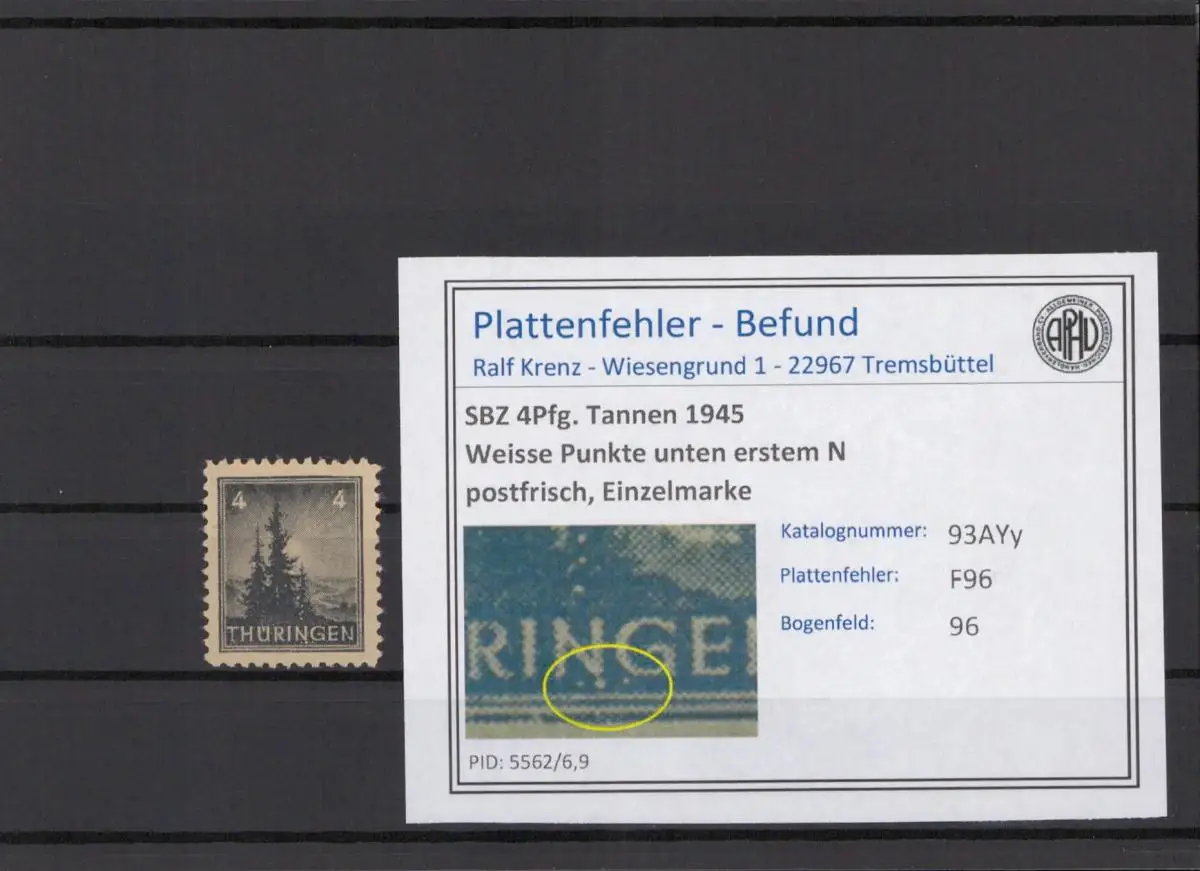 4 4
THÜRINGEN
Plattenfehler - Befund
Ralf Krenz - Wiesengrund 1 - 22967 Tremsbüttel
APHV
SBZ 4Pfg. Tannen 1945
Weisse Punkte unten erstem N
postfrisch, Einzelmarke
RINGE
Katalognummer: 93AYy
Plattenfehler: F96
Bogenfeld: 96
PID: 5562/6,9